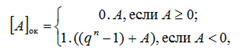 [A]ок = { 0.A, если A ≥ 0;
1.((qⁿ −1) + A), если A < 0,